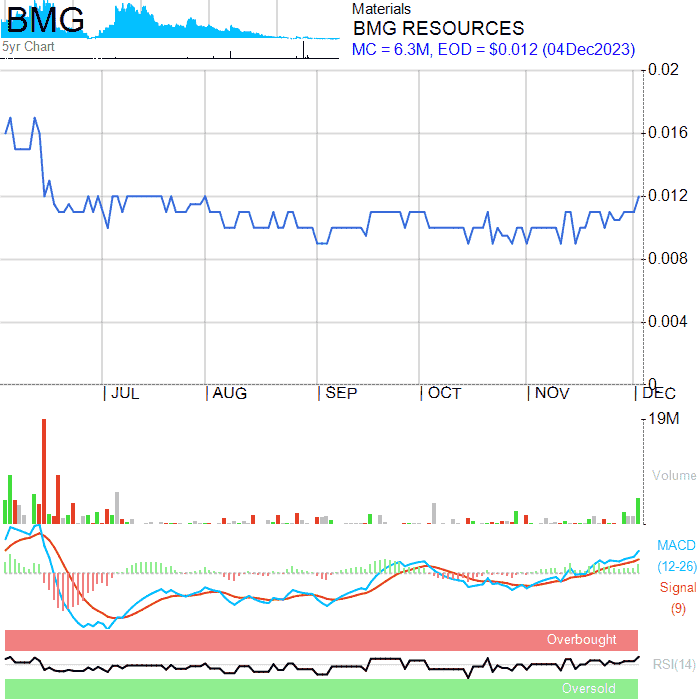 BMG
5yr Chart
Materials
BMG RESOURCES
MC = 6.3M, EOD = $0.012 (04Dec2023)
0.02
0.016
0.012
0.008
0.004
0
JUL AUG SEP OCT NOV DEC
19M
Volume
MACD
(12-26)
Signal
(9)
Overbought
RSI(14)
Oversold